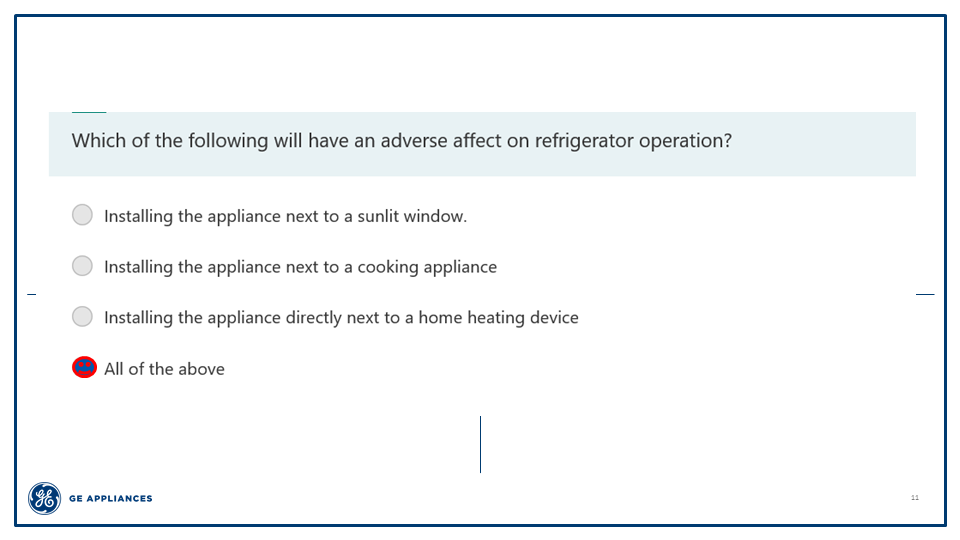 Which of the following will have an adverse affect on refrigerator operation?
Installing the appliance next to a sunlit window.
Installing the appliance next to a cooking appliance
Installing the appliance directly next to a home heating device
All of the above
GE APPLIANCES
11